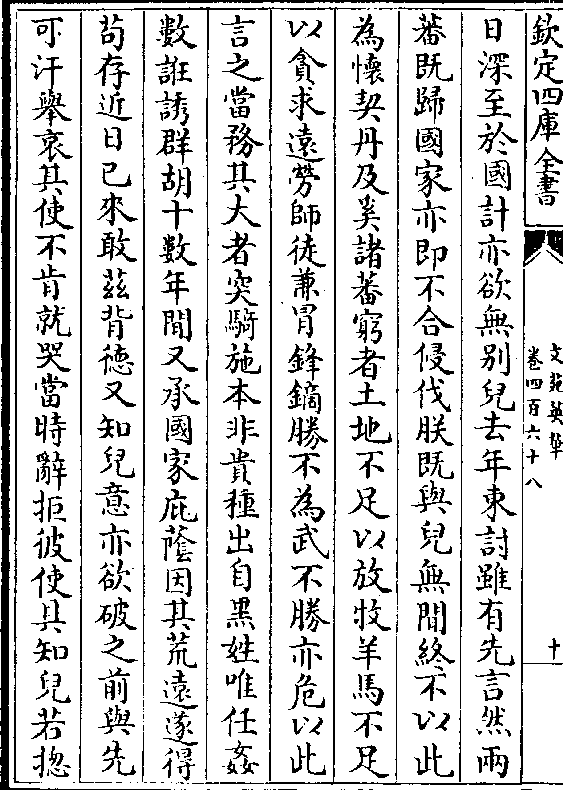 欽定四庫全書
文苑英華
卷四百六十八
十
日深至於國計亦欲無別兒去年東討雖有先言然兩
蕃既歸國家亦即不合侵伐朕既與兒無間終不以此
為懷契丹及奚諸蕃窮者土地不足以放牧羊馬不足
以貪求遠勞師徒兼冒鋒鏑勝不為武不勝亦危以此
言之當務其大者突騎施本非貴種出自黑姓唯任姦
數誑誘群胡十數年間又承國家庇蔭因其荒遠遂得
苟存近日已來敢茲背德又知兒意亦欲破之前與先
可汗舉哀其使不肯就哭當時辭拒彼使具知兒若摠